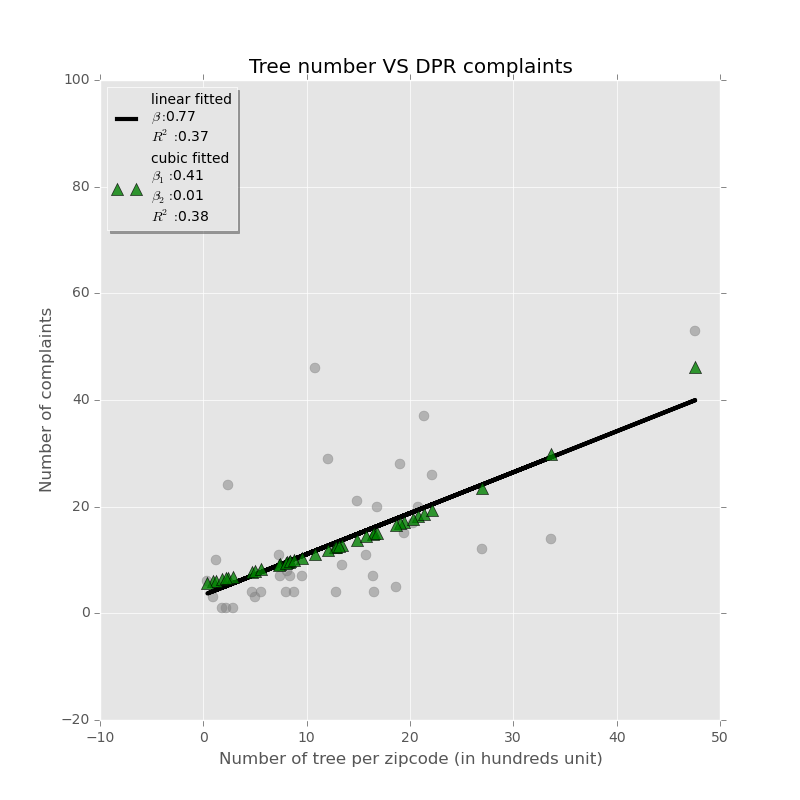 Tree number VS DPR complaints
100
80
60
40
20
0
−20
linear fitted
β:0.77
R² :0.37
cubic fitted
β₁ :0.41
β₂ :0.01
R² :0.38
Number of complaints
−10 0 10 20 30 40 50
Number of tree per zipcode (in hundreds unit)